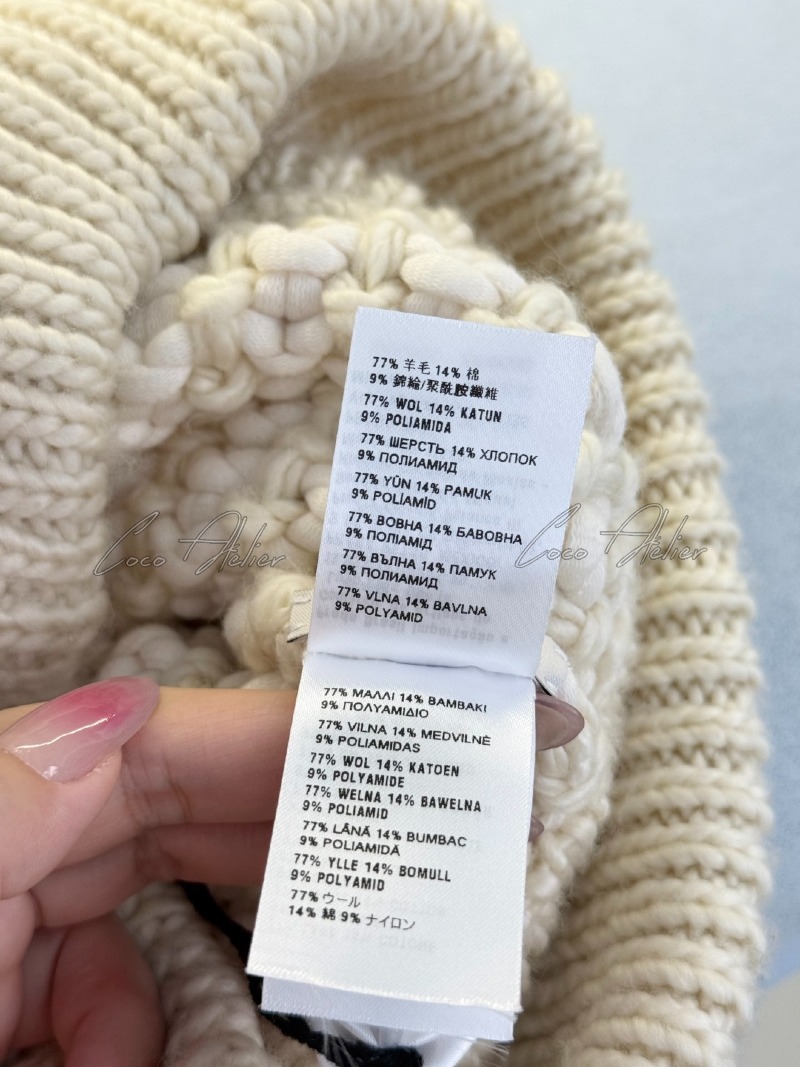 77% 羊毛 14% 棉
9% 錦綸/聚酰胺纖維
77% WOL 14% KATUN
9% POLIAMIDA
77% ШЕРСТЬ 14% ХЛОПОК
9% ПОЛИАМИД
77% YÜN 14% PAMUK
9% POLİAMİD
77% ВОВНА 14% БАВОВНА
9% ПОЛІАМІД
77% ВЪЛНА 14% ПАМУК
9% ПОЛИАМИД
77% VLNA 14% BAVLNA
9% POLYAMID
Coco Atelier
Coco Atelier
77% ΜΑΛΛΙ 14% ΒΑΜΒΑΚΙ
9% ΠΟΛΥΑΜΙΔΙΟ
77% VILNA 14% MEDVILNĖ
9% POLIAMIDAS
77% WOL 14% KATOEN
9% POLYAMIDE
77% WELNA 14% BAWELNA
9% POLIAMID
77% LÂNĂ 14% BUMBAC
9% POLIAMIDĂ
77% YLLE 14% BOMULL
9% POLYAMID
77% ウール
14% 綿 9% ナイロン